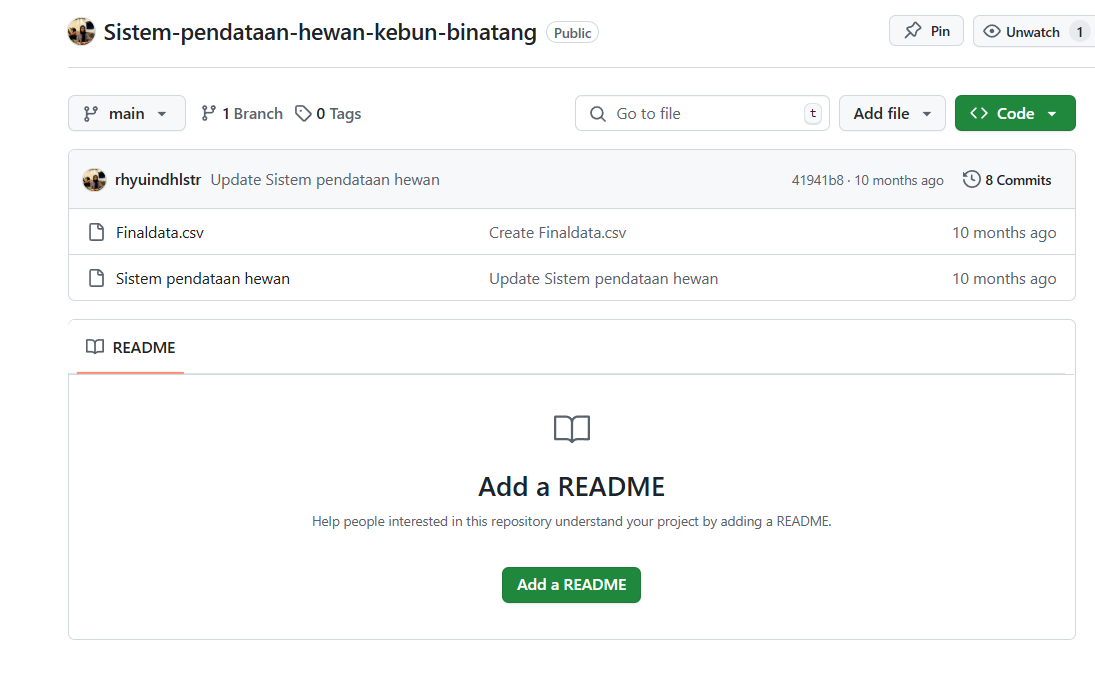 Sistem-pendataan-hewan-kebun-binatang Public Pin Unwatch 1
main 1 Branch 0 Tags Go to file t Add file Code
rhyuindhlstr Update Sistem pendataan hewan 41941b8 · 10 months ago 8 Commits
Finaldata.csv Create Finaldata.csv 10 months ago
Sistem pendataan hewan Update Sistem pendataan hewan 10 months ago
README
Add a README
Help people interested in this repository understand your project by adding a README.
Add a README